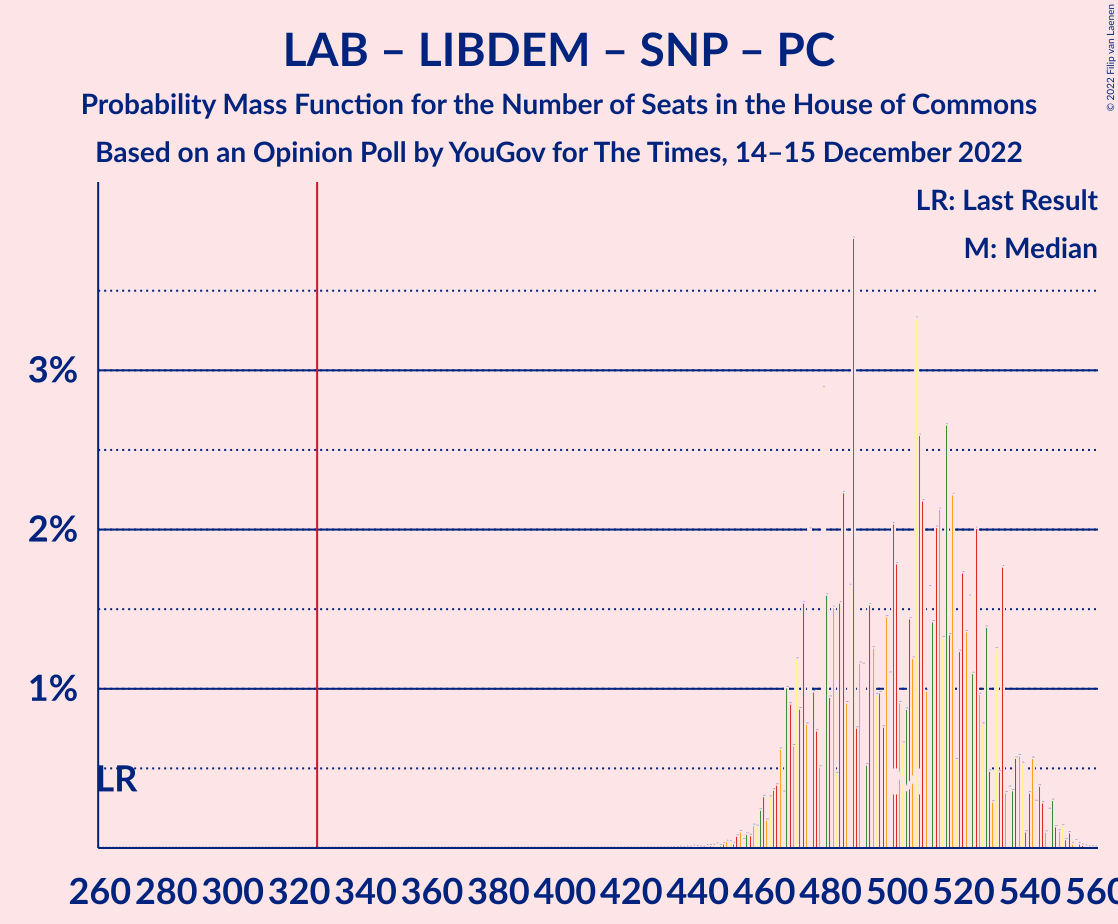 LAB – LIBDEM – SNP – PC
Probability Mass Function for the Number of Seats in the House of Commons
Based on an Opinion Poll by YouGov for The Times, 14–15 December 2022
© 2022 Filip van Laenen
LR: Last Result
M: Median
3%
2%
1%
LR
M
260 280 300 320 340 360 380 400 420 440 460 480 500 520 540 560